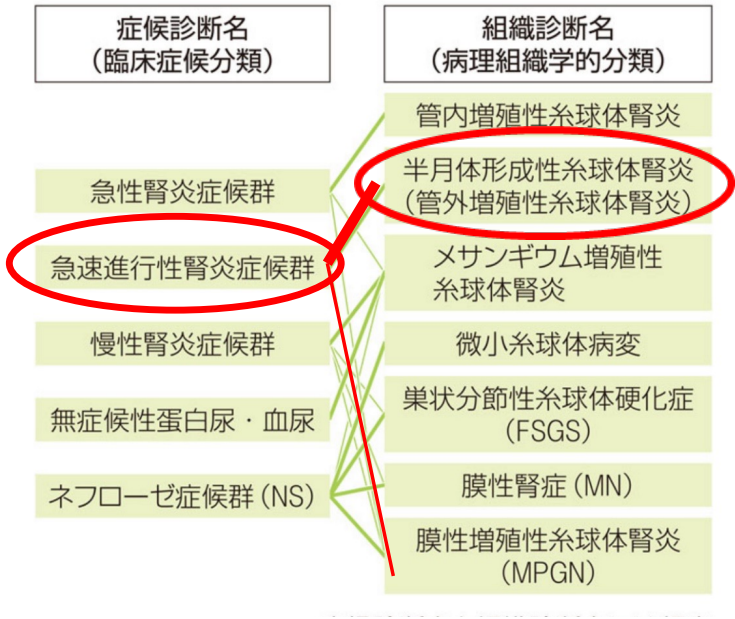 症候診断名
(臨床症候分類)
組織診断名
(病理組織学的分類)
急性腎炎症候群
急速進行性腎炎症候群
慢性腎炎症候群
無症候性蛋白尿・血尿
ネフローゼ症候群(NS)
管内増殖性糸球体腎炎
半月体形成性糸球体腎炎
(管外増殖性糸球体腎炎)
メサンギウム増殖性
糸球体腎炎
微小糸球体病変
巣状分節性糸球体硬化症
(FSGS)
膜性腎症(MN)
膜性増殖性糸球体腎炎
(MPGN)